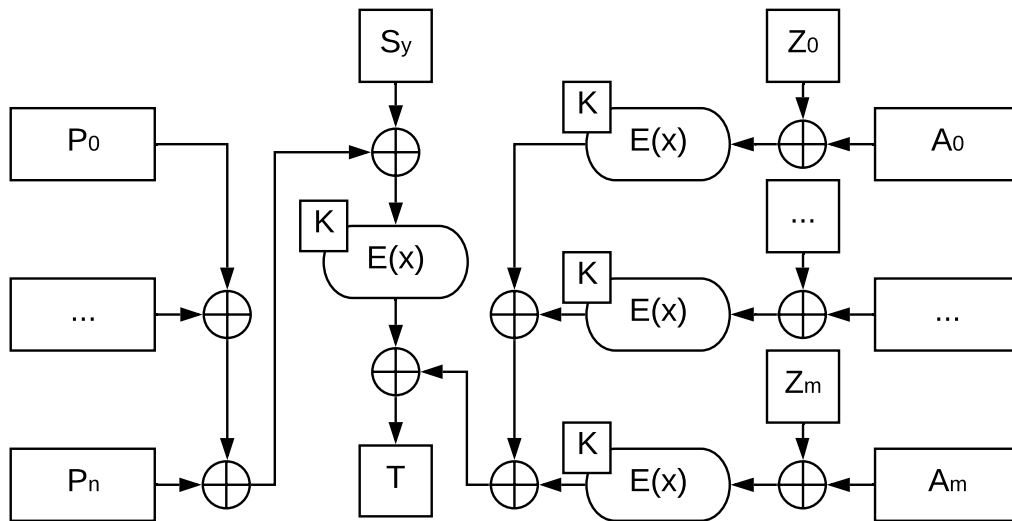 Sy
Z0
K
P0
E(x)
A0
K
...
E(x)
K
...
E(x)
...
Zm
K
Pn
T
E(x)
Am